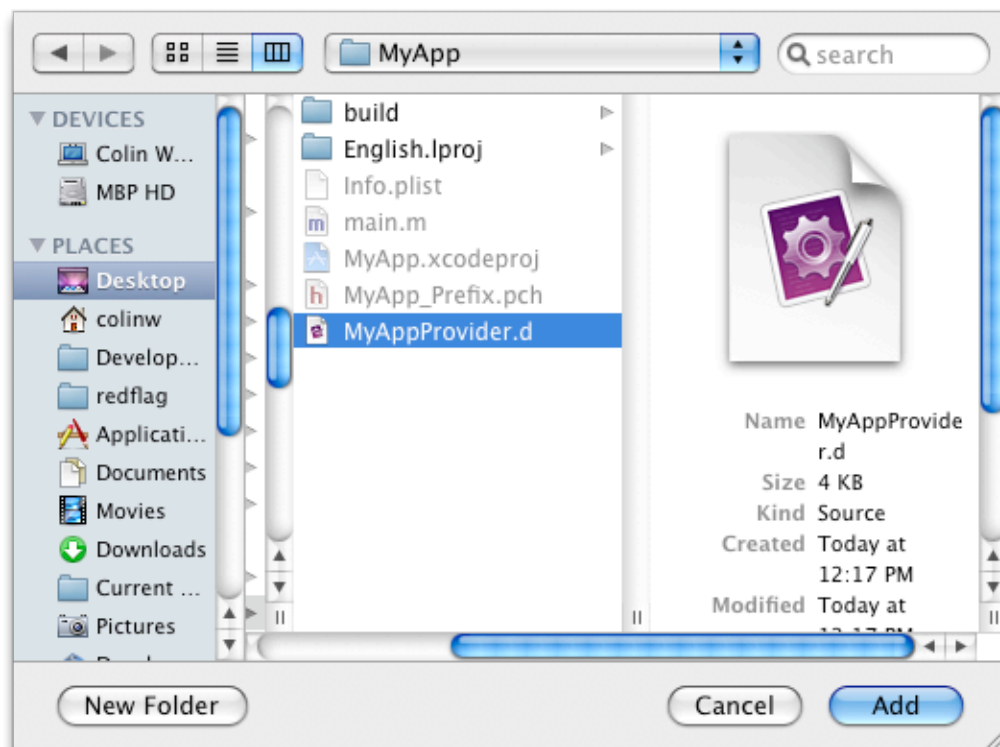 MyApp
search
DEVICES
Colin W...
MBP HD
PLACES
Desktop
colinw
Develop...
redflag
Applicati...
Documents
Movies
Downloads
Current ...
Pictures
build
English.lproj
Info.plist
main.m
MyApp.xcodeproj
MyApp_Prefix.pch
MyAppProvider.d
Name MyAppProvide
r.d
Size 4 KB
Kind Source
Created Today at
12:17 PM
Modified Today at
New Folder
Cancel
Add